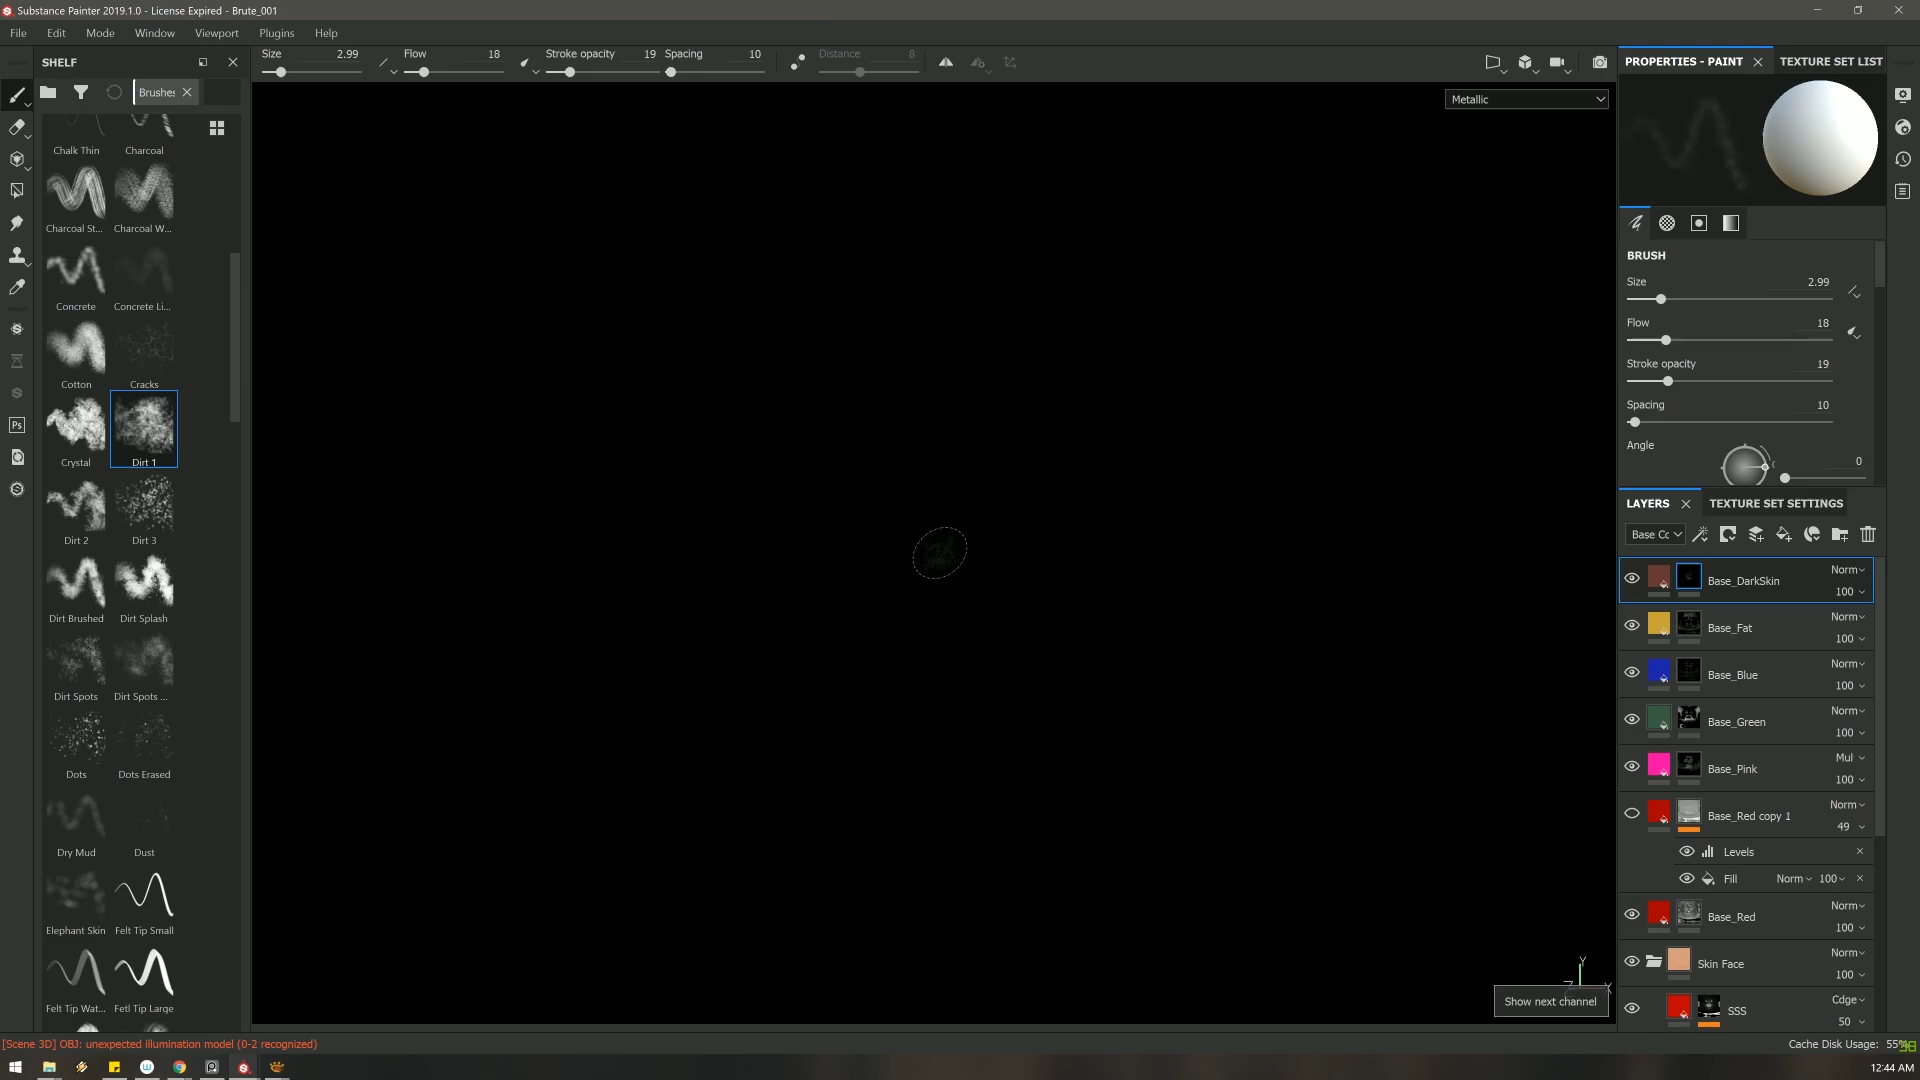 Substance Painter 2019.1.0 - License Expired - Brute_001
File Edit Mode Window Viewport Plugins Help
SHELF
Size 2.99 Flow 18 Stroke opacity 19 Spacing 10 Distance 8
PROPERTIES - PAINT TEXTURE SET LIST
Brushes
Metallic
Chalk Thin Charcoal
Charcoal St... Charcoal W...
Concrete Concrete Li...
Cotton Cracks
Crystal Dirt 1
Dirt 2 Dirt 3
Dirt Brushed Dirt Splash
Dirt Spots Dirt Spots ...
Dots Dots Erased
Dry Mud Dust
Elephant Skin Felt Tip Small
Felt Tip Wat... Fetl Tip Large
BRUSH
Size 2.99
Flow 18
Stroke opacity 19
Spacing 10
Angle
0
LAYERS TEXTURE SET SETTINGS
Base Cc
Base_DarkSkin Norm 100
Base_Fat Norm 100
Base_Blue Norm 100
Base_Green Norm 100
Base_Pink Mul 100
Base_Red copy 1 Norm 49
Levels
Fill Norm 100
Base_Red Norm 100
Skin Face Norm 100
SSS Cdge 50
Y
Z X
Show next channel
[Scene 3D] OBJ: unexpected illumination model (0-2 recognized)
Cache Disk Usage: 55%
Ps
12:44 AM